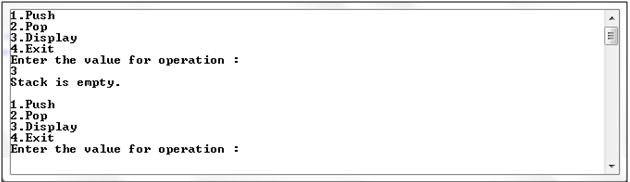 1.Push
2.Pop
3.Display
4.Exit
Enter the value for operation :
3
Stack is empty.
1.Push
2.Pop
3.Display
4.Exit
Enter the value for operation :